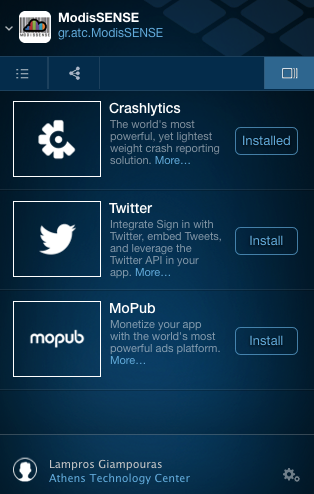 MODISSENSE
ModisSENSE
gr.atc.ModisSENSE
Crashlytics
The world's most
powerful, yet lightest
weight crash reporting
solution. More...
Installed
Twitter
Integrate Sign in with
Twitter, embed Tweets,
and leverage the
Twitter API in your
app. More...
Install
mopub
MoPub
Monetize your app
with the world's most
powerful ads platform.
More...
Install
Lampros Giampouras
Athens Technology Center